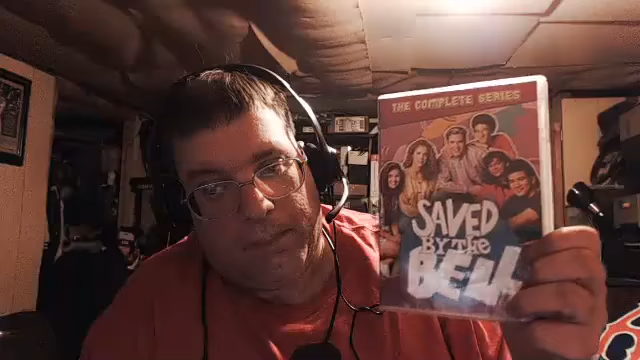 THE COMPLETE SERIES
SAVED
BY THE
BELL